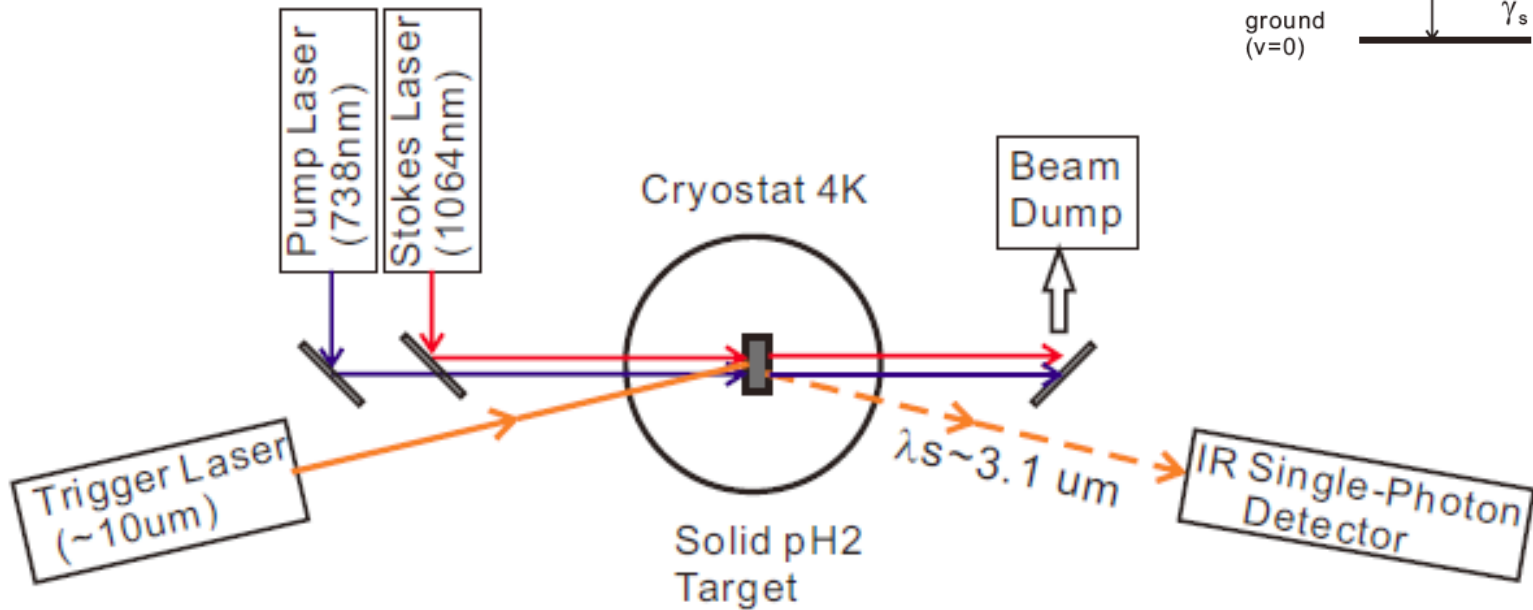 ground
(v=0)
γs
Pump Laser
(738nm)
Stokes Laser
(1064nm)
Cryostat 4K
Beam
Dump
Trigger Laser
(~10um)
λs~3.1 um
IR Single-Photon
Detector
Solid pH2
Target